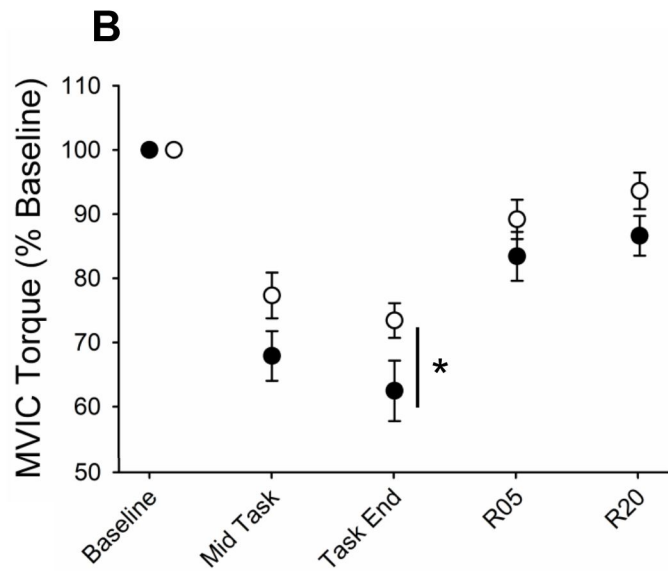 B
MVIC Torque (% Baseline)
110
100
90
80
70
60
50
*
Baseline
Mid Task
Task End
R05
R20